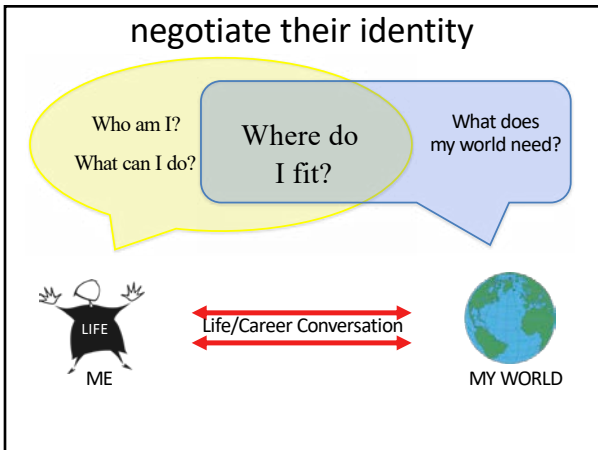 negotiate their identity
Who am I?
What can I do?
Where do
I fit?
What does
my world need?
LIFE
Life/Career Conversation
ME
MY WORLD